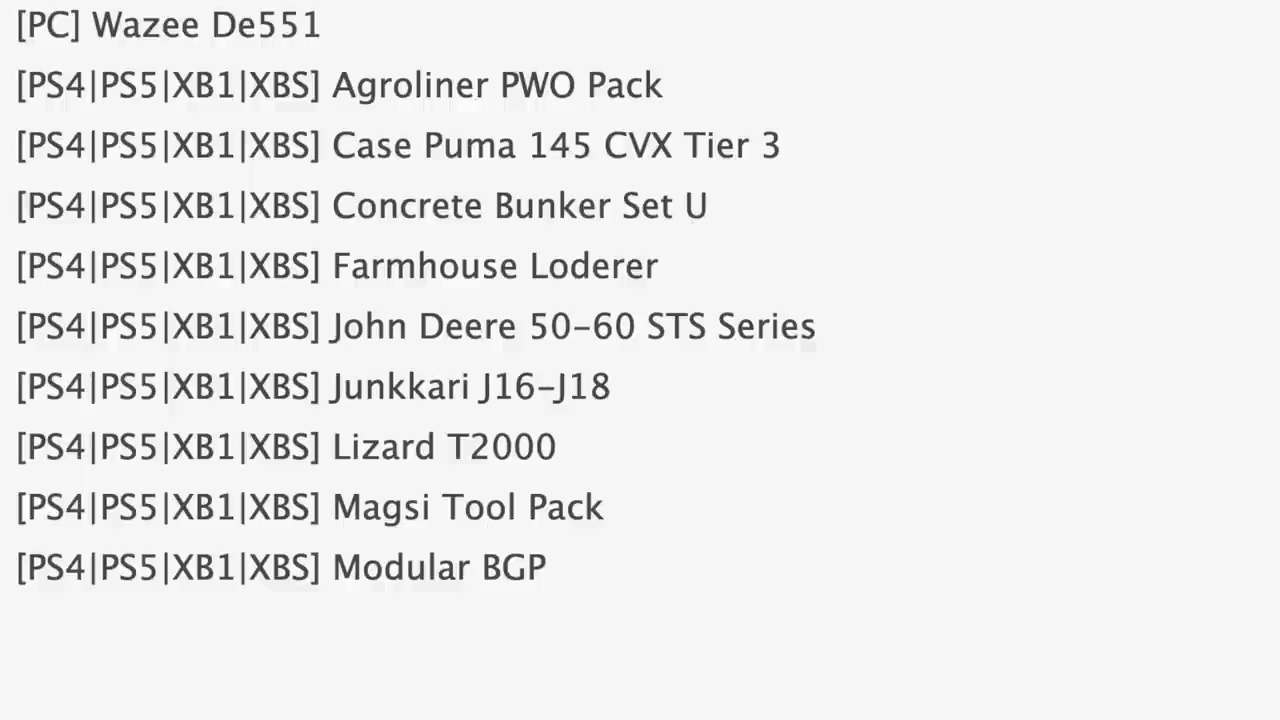 [PC] Wazee De551
[PS4|PS5|XB1|XBS] Agroliner PWO Pack
[PS4|PS5|XB1|XBS] Case Puma 145 CVX Tier 3
[PS4|PS5|XB1|XBS] Concrete Bunker Set U
[PS4|PS5|XB1|XBS] Farmhouse Loderer
[PS4|PS5|XB1|XBS] John Deere 50-60 STS Series
[PS4|PS5|XB1|XBS] Junkkari J16-J18
[PS4|PS5|XB1|XBS] Lizard T2000
[PS4|PS5|XB1|XBS] Magsi Tool Pack
[PS4|PS5|XB1|XBS] Modular BGP